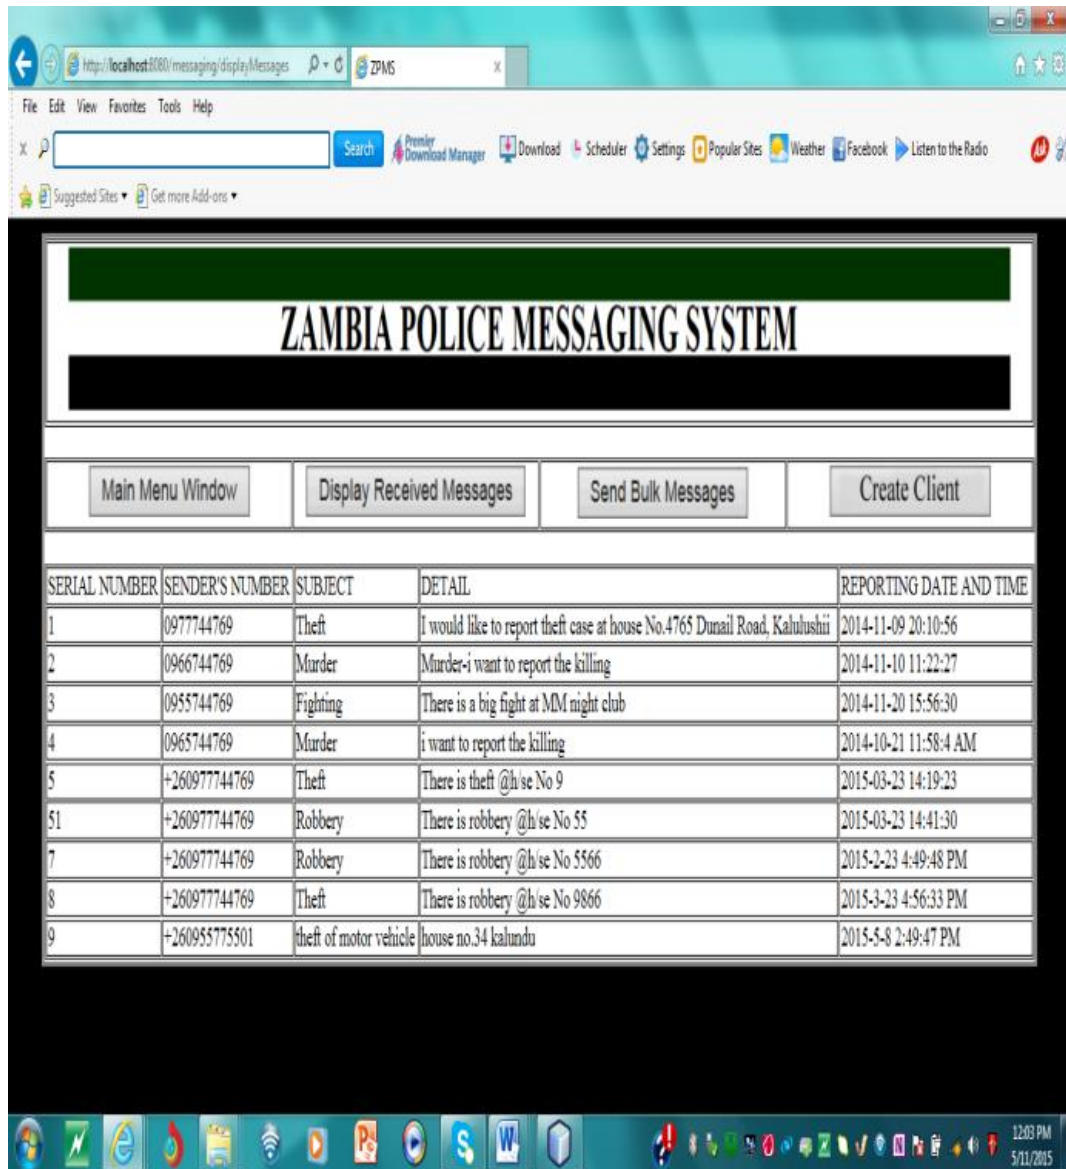 http://localhost:8080/messaging/displayMessages
ZPMS
File Edit View Favorites Tools Help
Search Premier Download Manager Download Scheduler Settings Popular Sites Weather Facebook Listen to the Radio
Suggested Sites Get more Add-ons
ZAMBIA POLICE MESSAGING SYSTEM
Main Menu Window Display Received Messages Send Bulk Messages Create Client
SERIAL NUMBER SENDER'S NUMBER SUBJECT DETAIL REPORTING DATE AND TIME
1 0977744769 Theft I would like to report theft case at house No.4765 Dunail Road, Kalulushii 2014-11-09 20:10:56
2 0966744769 Murder Murder-i want to report the killing 2014-11-10 11:22:27
3 0955744769 Fighting There is a big fight at MM night club 2014-11-20 15:56:30
4 0965744769 Murder i want to report the killing 2014-10-21 11:58:4 AM
5 +260977744769 Theft There is theft @h/se No 9 2015-03-23 14:19:23
51 +260977744769 Robbery There is robbery @h/se No 55 2015-03-23 14:41:30
7 +260977744769 Robbery There is robbery @h/se No 5566 2015-2-23 4:49:48 PM
8 +260977744769 Theft There is robbery @h/se No 9866 2015-3-23 4:56:33 PM
9 +260955775501 theft of motor vehicle house no.34 kalundu 2015-5-8 2:49:47 PM
12:03 PM
5/11/2015